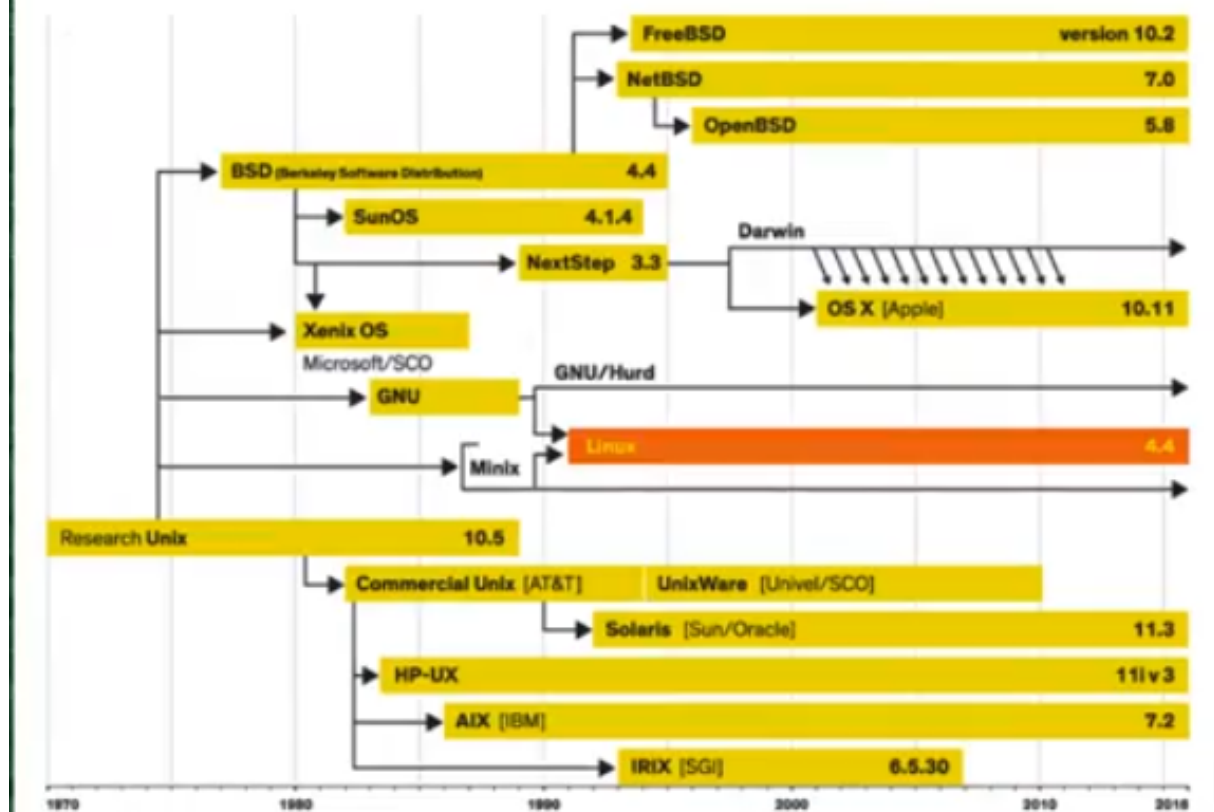 FreeBSD version 10.2
NetBSD 7.0
OpenBSD 5.8
BSD (Berkeley Software Distribution) 4.4
SunOS 4.1.4
Darwin
NextStep 3.3
OS X [Apple] 10.11
Xenix OS
Microsoft/SCO
GNU/Hurd
GNU
Linux 4.4
Minix
Research Unix 10.5
Commercial Unix [AT&T] UnixWare [Univel/SCO]
Solaris [Sun/Oracle] 11.3
HP-UX 11i v 3
AIX [IBM] 7.2
IRIX [SGI] 6.5.30
1970 1980 1990 2000 2010 2016